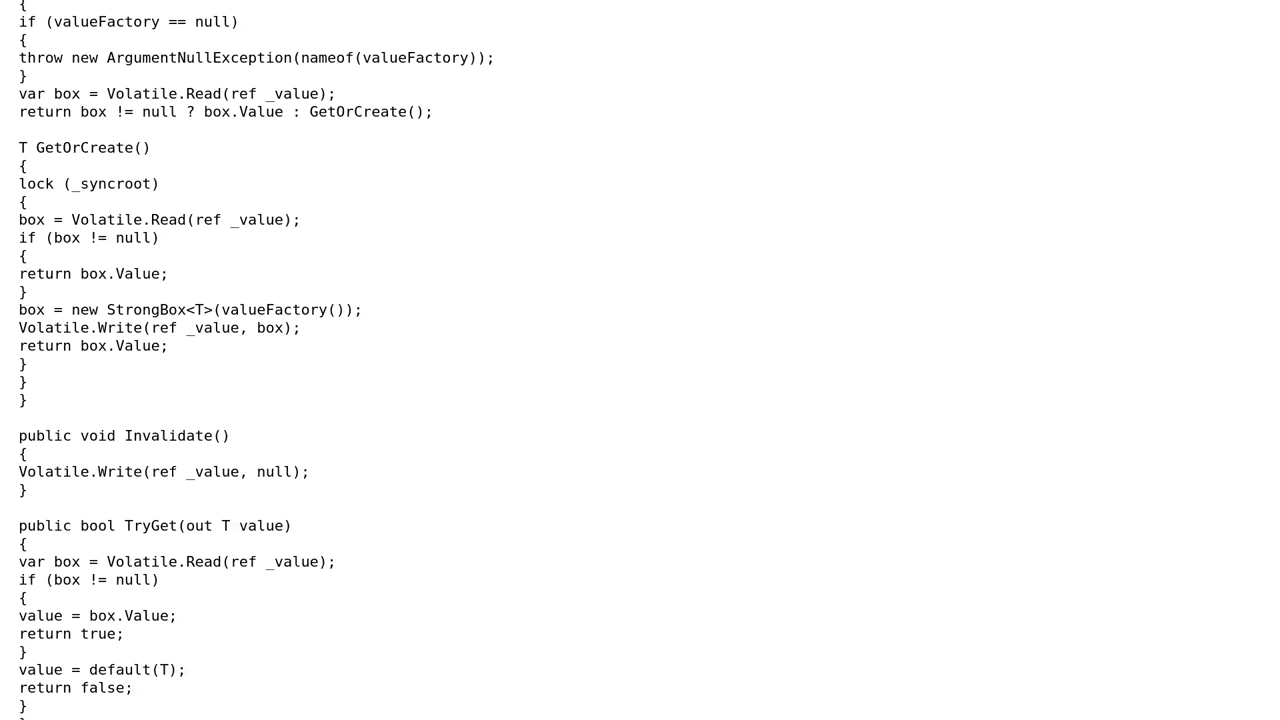 {
if (valueFactory == null)
{
throw new ArgumentNullException(nameof(valueFactory));
}
var box = Volatile.Read(ref _value);
return box != null ? box.Value : GetOrCreate();

T GetOrCreate()
{
lock (_syncroot)
{
box = Volatile.Read(ref _value);
if (box != null)
{
return box.Value;
}
box = new StrongBox<T>(valueFactory());
Volatile.Write(ref _value, box);
return box.Value;
}
}
}

public void Invalidate()
{
Volatile.Write(ref _value, null);
}

public bool TryGet(out T value)
{
var box = Volatile.Read(ref _value);
if (box != null)
{
value = box.Value;
return true;
}
value = default(T);
return false;
}
}